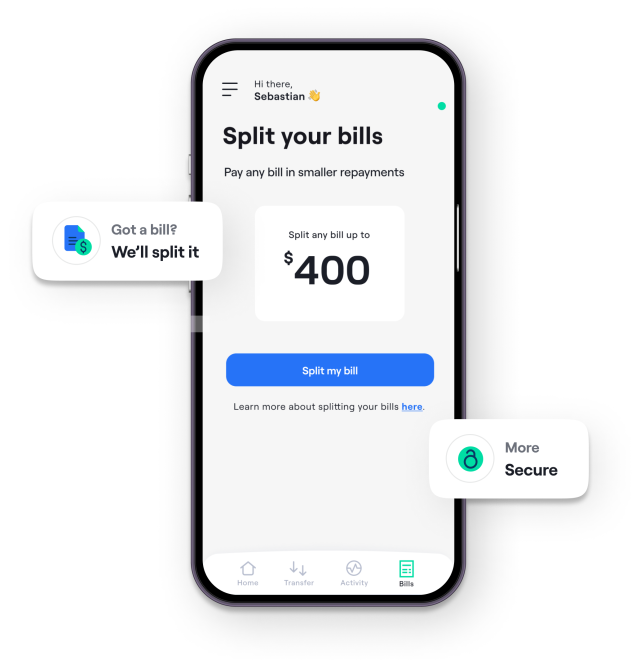 Hi there,
Sebastian 👋
Split your bills
Pay any bill in smaller repayments
Got a bill?
We’ll split it
$
Split any bill up to
$400
Split my bill
Learn more about splitting your bills here.
More
Secure
Home Transfer Activity Bills